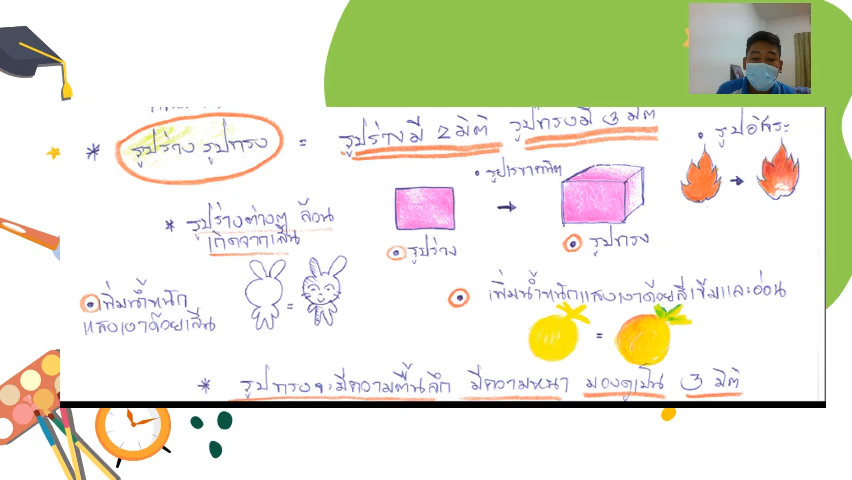 * รูปร่าง รูปทรง = รูปร่างมี 2 มิติ รูปทรงมี ๓ มิติ
• รูปอิสระ
• รูปเรขาคณิต
* รูปร่างต่างๆ ล้วน
เกิดจากเส้น
รูปร่าง
รูปทรง
เพิ่มน้ำหนัก
แสงเงาด้วยเส้น
=
เพิ่มน้ำหนักแสงเงาด้วยสีเข้มและอ่อน
=
* รูปทรงจะมีความตื้นลึก มีความหนา มองดูเป็น ๓ มิติ